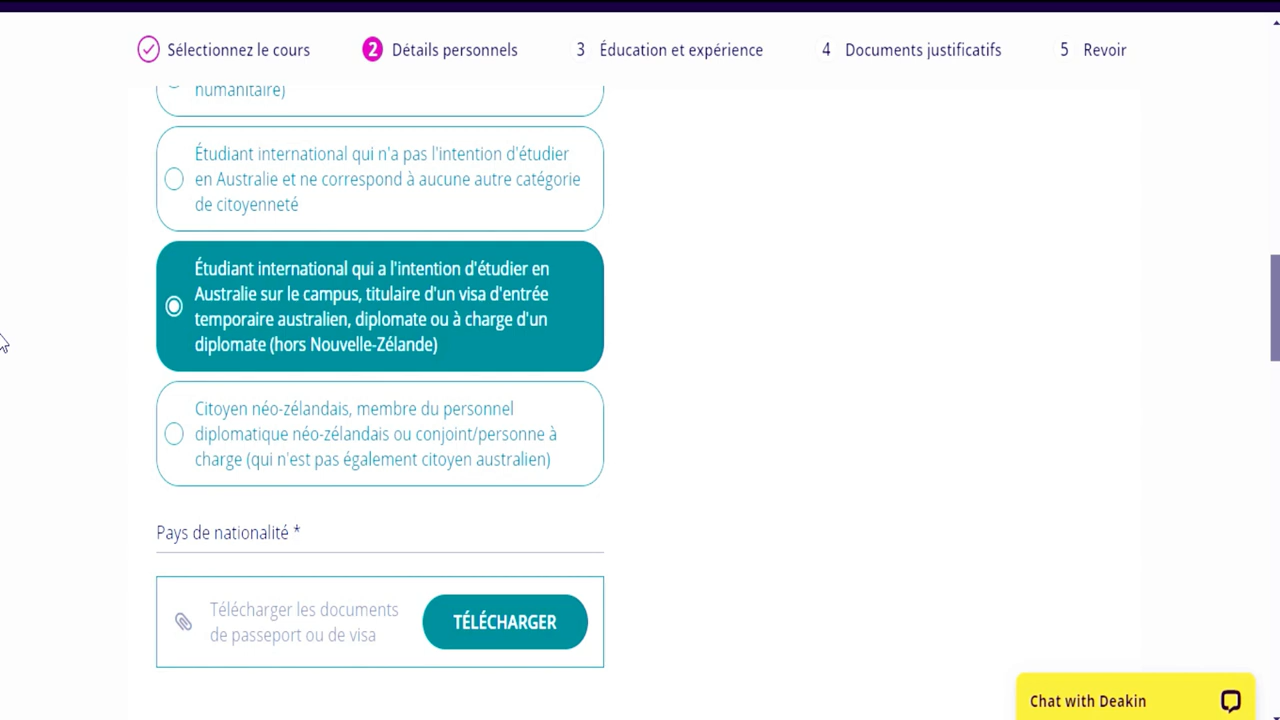 Sélectionnez le cours
2 Détails personnels
3 Éducation et expérience
4 Documents justificatifs
5 Revoir
humanitaire)
Étudiant international qui n'a pas l'intention d'étudier
en Australie et ne correspond à aucune autre catégorie
de citoyenneté
Étudiant international qui a l'intention d'étudier en
Australie sur le campus, titulaire d'un visa d'entrée
temporaire australien, diplomate ou à charge d'un
diplomate (hors Nouvelle-Zélande)
Citoyen néo-zélandais, membre du personnel
diplomatique néo-zélandais ou conjoint/personne à
charge (qui n'est pas également citoyen australien)
Pays de nationalité *
Télécharger les documents
de passeport ou de visa
TÉLÉCHARGER
Chat with Deakin